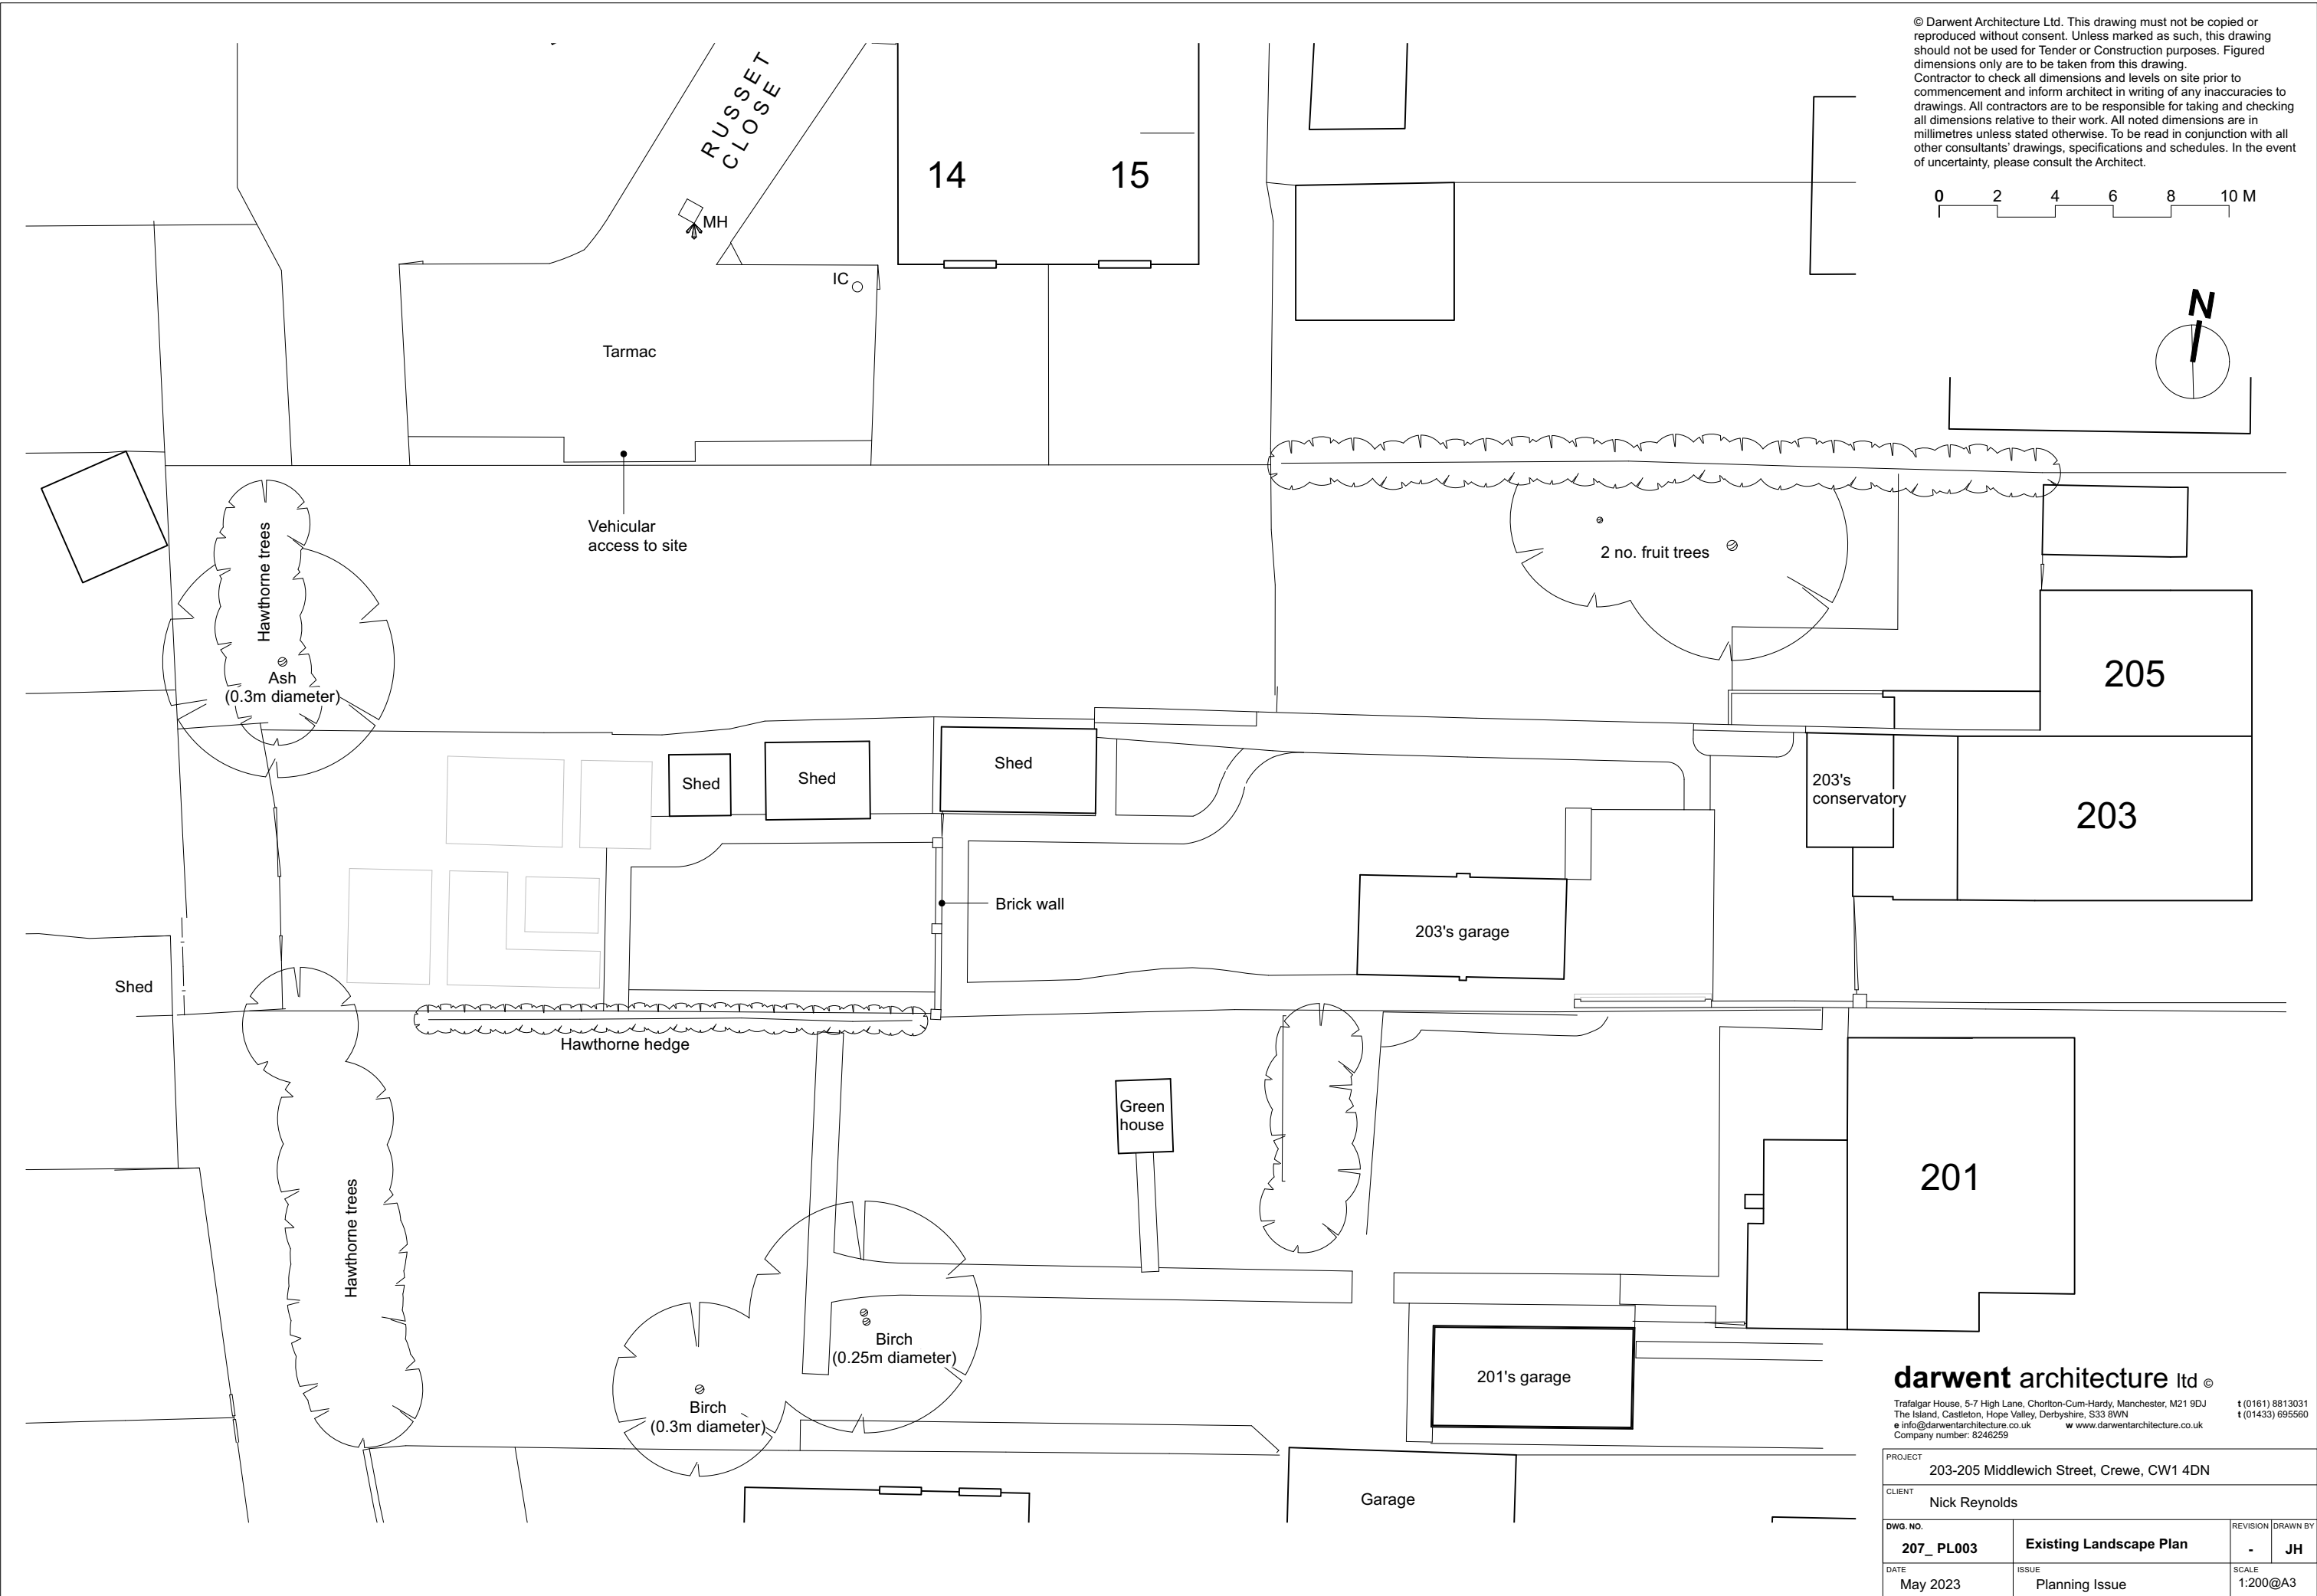 © Darwent Architecture Ltd. This drawing must not be copied or
reproduced without consent. Unless marked as such, this drawing
should not be used for Tender or Construction purposes. Figured
dimensions only are to be taken from this drawing.
Contractor to check all dimensions and levels on site prior to
commencement and inform architect in writing of any inaccuracies to
drawings. All contractors are to be responsible for taking and checking
all dimensions relative to their work. All noted dimensions are in
millimetres unless stated otherwise. To be read in conjunction with all
other consultants' drawings, specifications and schedules. In the event
of uncertainty, please consult the Architect.
0 2 4 6 8 10 M
N
RUSSET
CLOSE
MH
14
15
IC
Tarmac
Vehicular
access to site
Hawthorne trees
Ash
(0.3m diameter)
2 no. fruit trees
205
Shed
Shed
Shed
203's
conservatory
203
Brick wall
203's garage
Shed
Hawthorne hedge
Green
house
201
Hawthorne trees
Birch
(0.25m diameter)
Birch
(0.3m diameter)
201's garage
Garage
darwent architecture ltd ©
Trafalgar House, 5-7 High Lane, Chorlton-Cum-Hardy, Manchester, M21 9DJ t (0161) 8813031
The Island, Castleton, Hope Valley, Derbyshire, S33 8WN t (01433) 695560
e info@darwentarchitecture.co.uk w www.darwentarchitecture.co.uk
Company number: 8246259
PROJECT
203-205 Middlewich Street, Crewe, CW1 4DN
CLIENT
Nick Reynolds
DWG. NO.
207_ PL003
Existing Landscape Plan
REVISION
-
DRAWN BY
JH
DATE
May 2023
ISSUE
Planning Issue
SCALE
1:200@A3